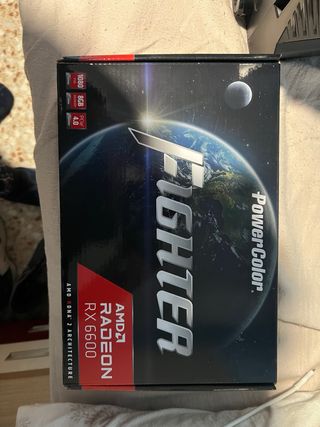 PowerColor
FIGHTER
AMD
RADEON
RX 6600
AMD RDNA 2 ARCHITECTURE
1080
8GB
PCIe
4.0